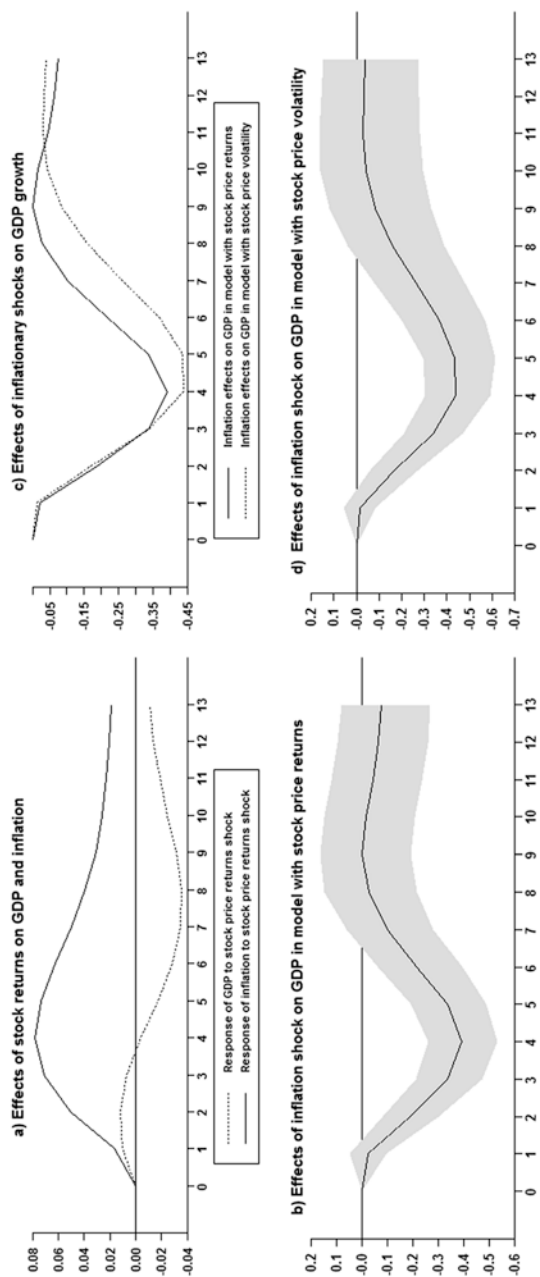 a) Effects of stock returns on GDP and inflation
0.08
0.06
0.04
0.02
0.00
-0.02
-0.04
0 1 2 3 4 5 6 7 8 9 10 11 12 13
Response of GDP to stock price returns shock
Response of inflation to stock price returns shock
c) Effects of inflationary shocks on GDP growth
-0.05
-0.15
-0.25
-0.35
-0.45
0 1 2 3 4 5 6 7 8 9 10 11 12 13
Inflation effects on GDP in model with stock price returns
Inflation effects on GDP in model with stock price volatility
b) Effects of inflation shock on GDP in model with stock price returns
0.2
0.1
-0.0
-0.1
-0.2
-0.3
-0.4
-0.5
-0.6
0 1 2 3 4 5 6 7 8 9 10 11 12 13
d) Effects of inflation shock on GDP in model with stock price volatility
0.2
0.1
-0.0
-0.1
-0.2
-0.3
-0.4
-0.5
-0.6
-0.7
0 1 2 3 4 5 6 7 8 9 10 11 12 13